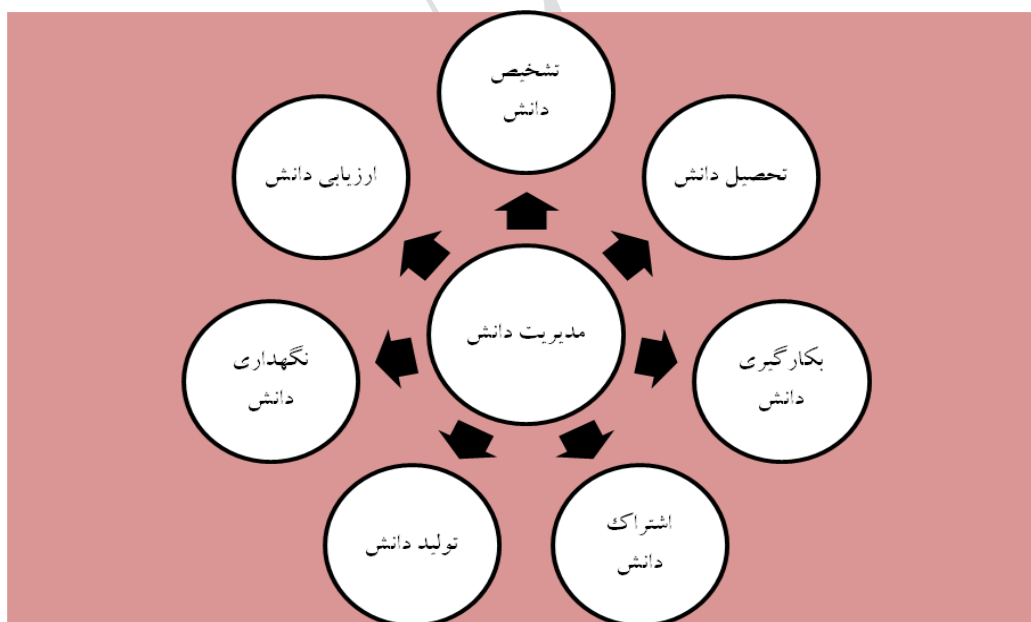 تشخیص
دانش
ارزیابی دانش
تحصیل دانش
مدیریت دانش
نگهداری
دانش
بکارگیری
دانش
تولید دانش
اشتراک
دانش